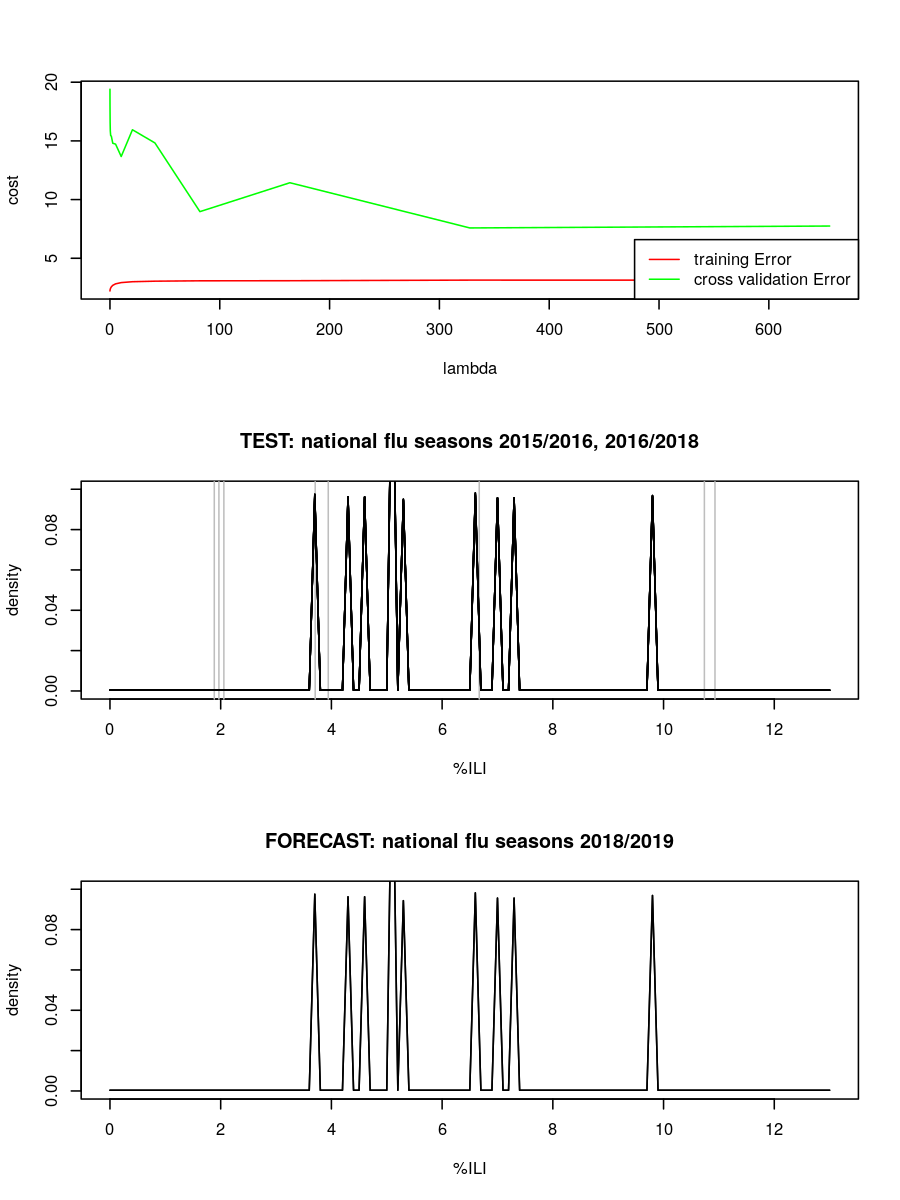 20
15
10
5
cost
training Error
cross validation Error
0 100 200 300 400 500 600
lambda
TEST: national flu seasons 2015/2016, 2016/2018
0.08
0.04
0.00
density
0 2 4 6 8 10 12
%ILI
FORECAST: national flu seasons 2018/2019
0.08
0.04
0.00
density
0 2 4 6 8 10 12
%ILI